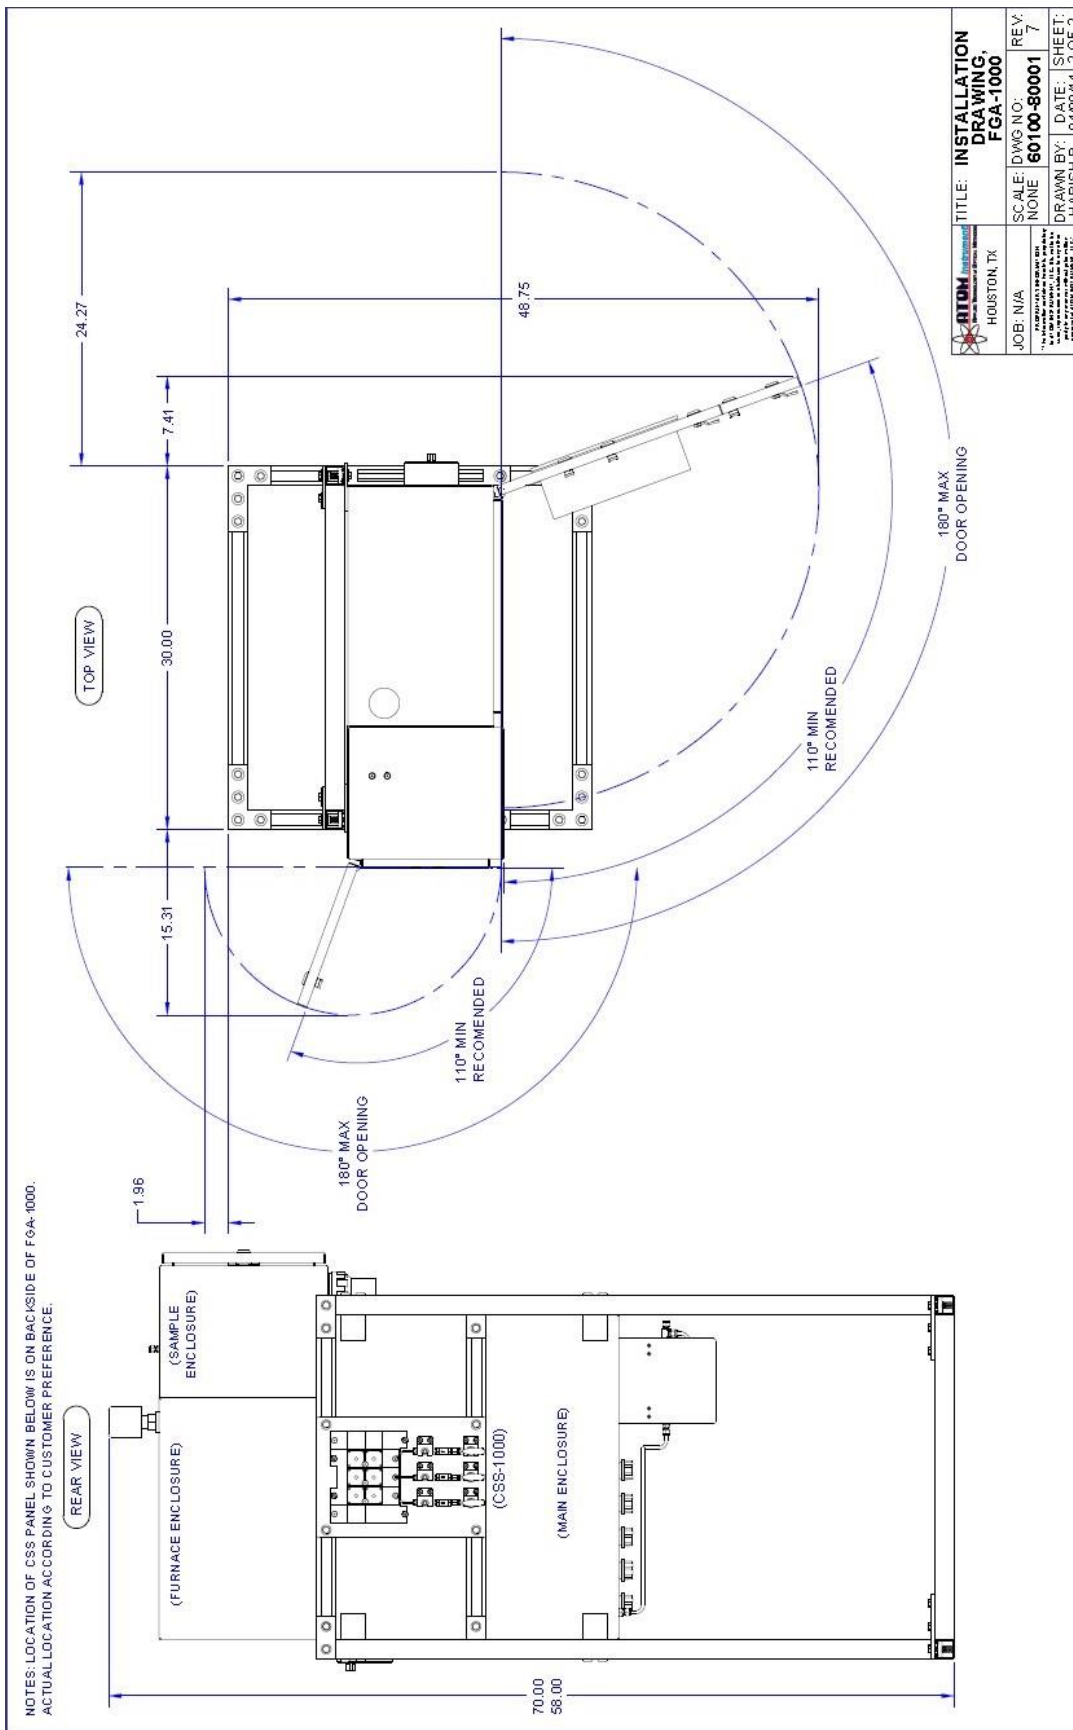 NOTES: LOCATION OF CSS PANEL SHOWN BELOW IS ON BACKSIDE OF FGA-1000.
ACTUAL LOCATION ACCORDING TO CUSTOMER PREFERENCE.
REAR VIEW
TOP VIEW
70.00
58.00
(FURNACE ENCLOSURE)
(SAMPLE
ENCLOSURE)
(CSS-1000)
(MAIN ENCLOSURE)
1.96
15.31
30.00
7.41
24.27
48.75
180° MAX
DOOR OPENING
110° MIN
RECOMENDED
110° MIN
RECOMENDED
180° MAX
DOOR OPENING
ATOM Instrument
HOUSTON, TX
TITLE: INSTALLATION
DRAWING,
FGA-1000
JOB: N/A
SCALE:
NONE
DWG NO:
60100-80001
REV:
7
DRAWN BY:
DATE:
SHEET: